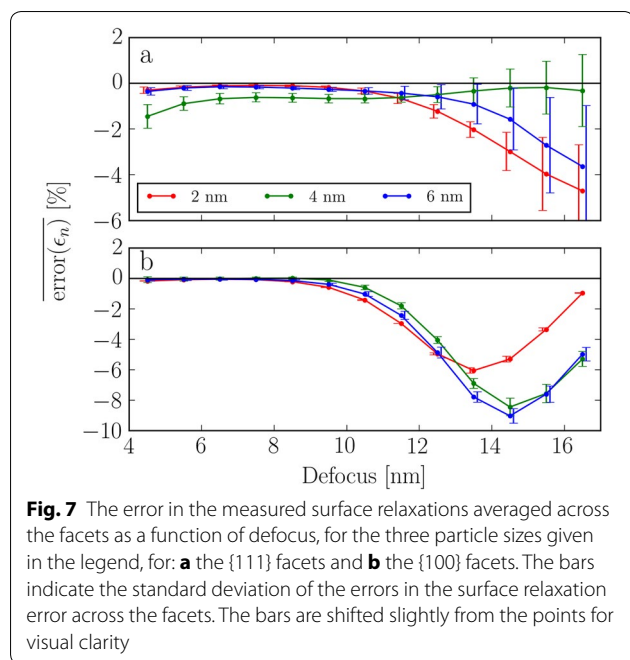 2
a
0
−2
−4
2 nm 4 nm 6 nm
−6
error(ϵₙ) [%]
2
b
0
−2
−4
−6
−8
−10
4 6 8 10 12 14 16
Defocus [nm]
Fig. 7 The error in the measured surface relaxations averaged across
the facets as a function of defocus, for the three particle sizes given
in the legend, for: a the {111} facets and b the {100} facets. The bars
indicate the standard deviation of the errors in the surface relaxation
error across the facets. The bars are shifted slightly from the points for
visual clarity